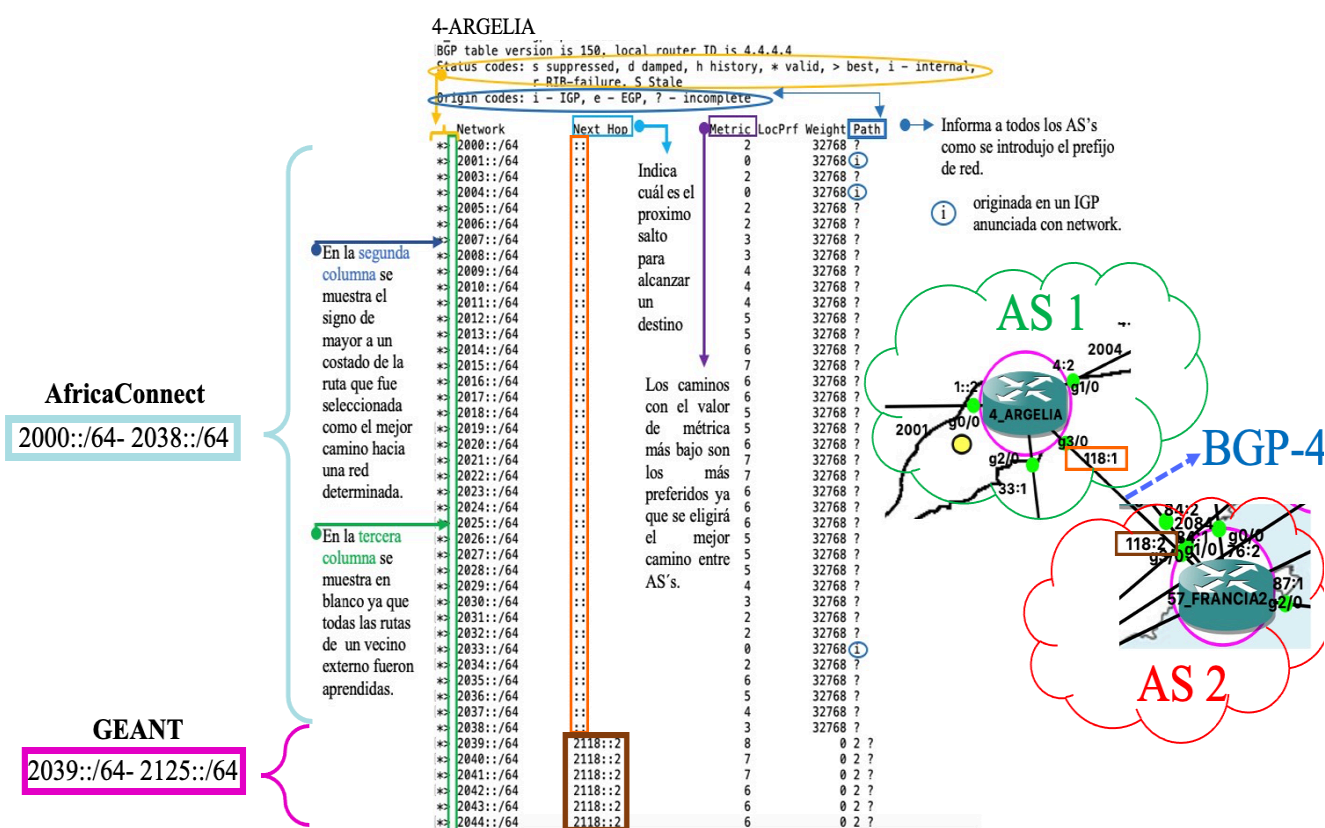 4-ARGELIA
BGP table version is 150, local router ID is 4.4.4.4
Status codes: s suppressed, d damped, h history, * valid, > best, i - internal,
r RIB-failure, S Stale
Origin codes: i - IGP, e - EGP, ? - incomplete
Network Next Hop Metric LocPrf Weight Path
*> 2000::/64 :: 2 32768 ?
*> 2001::/64 :: 0 32768 i
*> 2003::/64 :: 2 32768 ?
*> 2004::/64 :: 0 32768 i
*> 2005::/64 :: 2 32768 ?
*> 2006::/64 :: 2 32768 ?
*> 2007::/64 :: 3 32768 ?
*> 2008::/64 :: 3 32768 ?
*> 2009::/64 :: 4 32768 ?
*> 2010::/64 :: 4 32768 ?
*> 2011::/64 :: 4 32768 ?
*> 2012::/64 :: 5 32768 ?
*> 2013::/64 :: 5 32768 ?
*> 2014::/64 :: 6 32768 ?
*> 2015::/64 :: 7 32768 ?
*> 2016::/64 :: 6 32768 ?
*> 2017::/64 :: 6 32768 ?
*> 2018::/64 :: 5 32768 ?
*> 2019::/64 :: 5 32768 ?
*> 2020::/64 :: 6 32768 ?
*> 2021::/64 :: 7 32768 ?
*> 2022::/64 :: 7 32768 ?
*> 2023::/64 :: 6 32768 ?
*> 2024::/64 :: 6 32768 ?
*> 2025::/64 :: 6 32768 ?
*> 2026::/64 :: 5 32768 ?
*> 2027::/64 :: 5 32768 ?
*> 2028::/64 :: 5 32768 ?
*> 2029::/64 :: 4 32768 ?
*> 2030::/64 :: 3 32768 ?
*> 2031::/64 :: 2 32768 ?
*> 2032::/64 :: 2 32768 ?
*> 2033::/64 :: 0 32768 i
*> 2034::/64 :: 2 32768 ?
*> 2035::/64 :: 6 32768 ?
*> 2036::/64 :: 5 32768 ?
*> 2037::/64 :: 4 32768 ?
*> 2038::/64 :: 3 32768 ?
*> 2039::/64 2118::2 8 0 2 ?
*> 2040::/64 2118::2 7 0 2 ?
*> 2041::/64 2118::2 7 0 2 ?
*> 2042::/64 2118::2 6 0 2 ?
*> 2043::/64 2118::2 6 0 2 ?
*> 2044::/64 2118::2 6 0 2 ?
AfricaConnect
2000::/64- 2038::/64
GEANT
2039::/64- 2125::/64
En la segunda
columna se
muestra el
signo de
mayor a un
costado de la
ruta que fue
seleccionada
como el mejor
camino hacia
una red
determinada.
En la tercera
columna se
muestra en
blanco ya que
todas las rutas
de un vecino
externo fueron
aprendidas.
Indica
cuál es el
proximo
salto
para
alcanzar
un
destino
Los caminos
con el valor
de métrica
más bajo son
los más
preferidos ya
que se eligirá
el mejor
camino entre
AS´s.
Informa a todos los AS's
como se introdujo el prefijo
de red.
i
originada en un IGP
anunciada con network.
AS 1
2004
4:2
g1/0
1::2
4_ARGELIA
g0/0
2001
g3/0
118:1
g2/0
33:1
BGP-4
84:2
2084
118:2
g1/0
g0/0
76:2
87:1
57_FRANCIA2
g2/0
AS 2